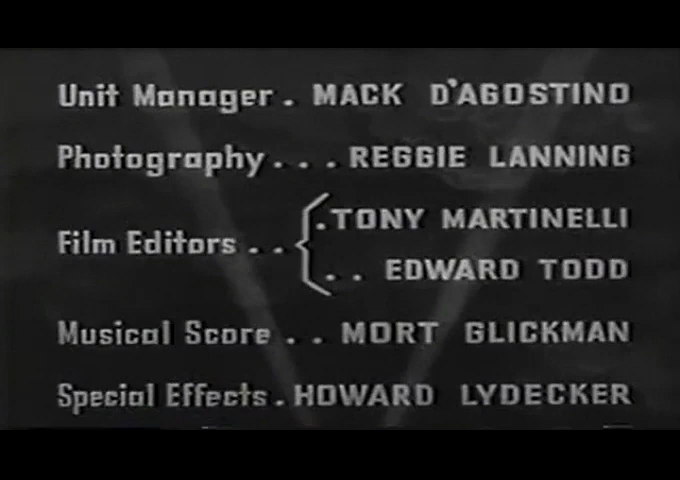 Unit Manager . MACK D'AGOSTINO
Photography . . . REGGIE LANNING
Film Editors . . { . TONY MARTINELLI
. . EDWARD TODD
Musical Score . . MORT GLICKMAN
Special Effects . HOWARD LYDECKER